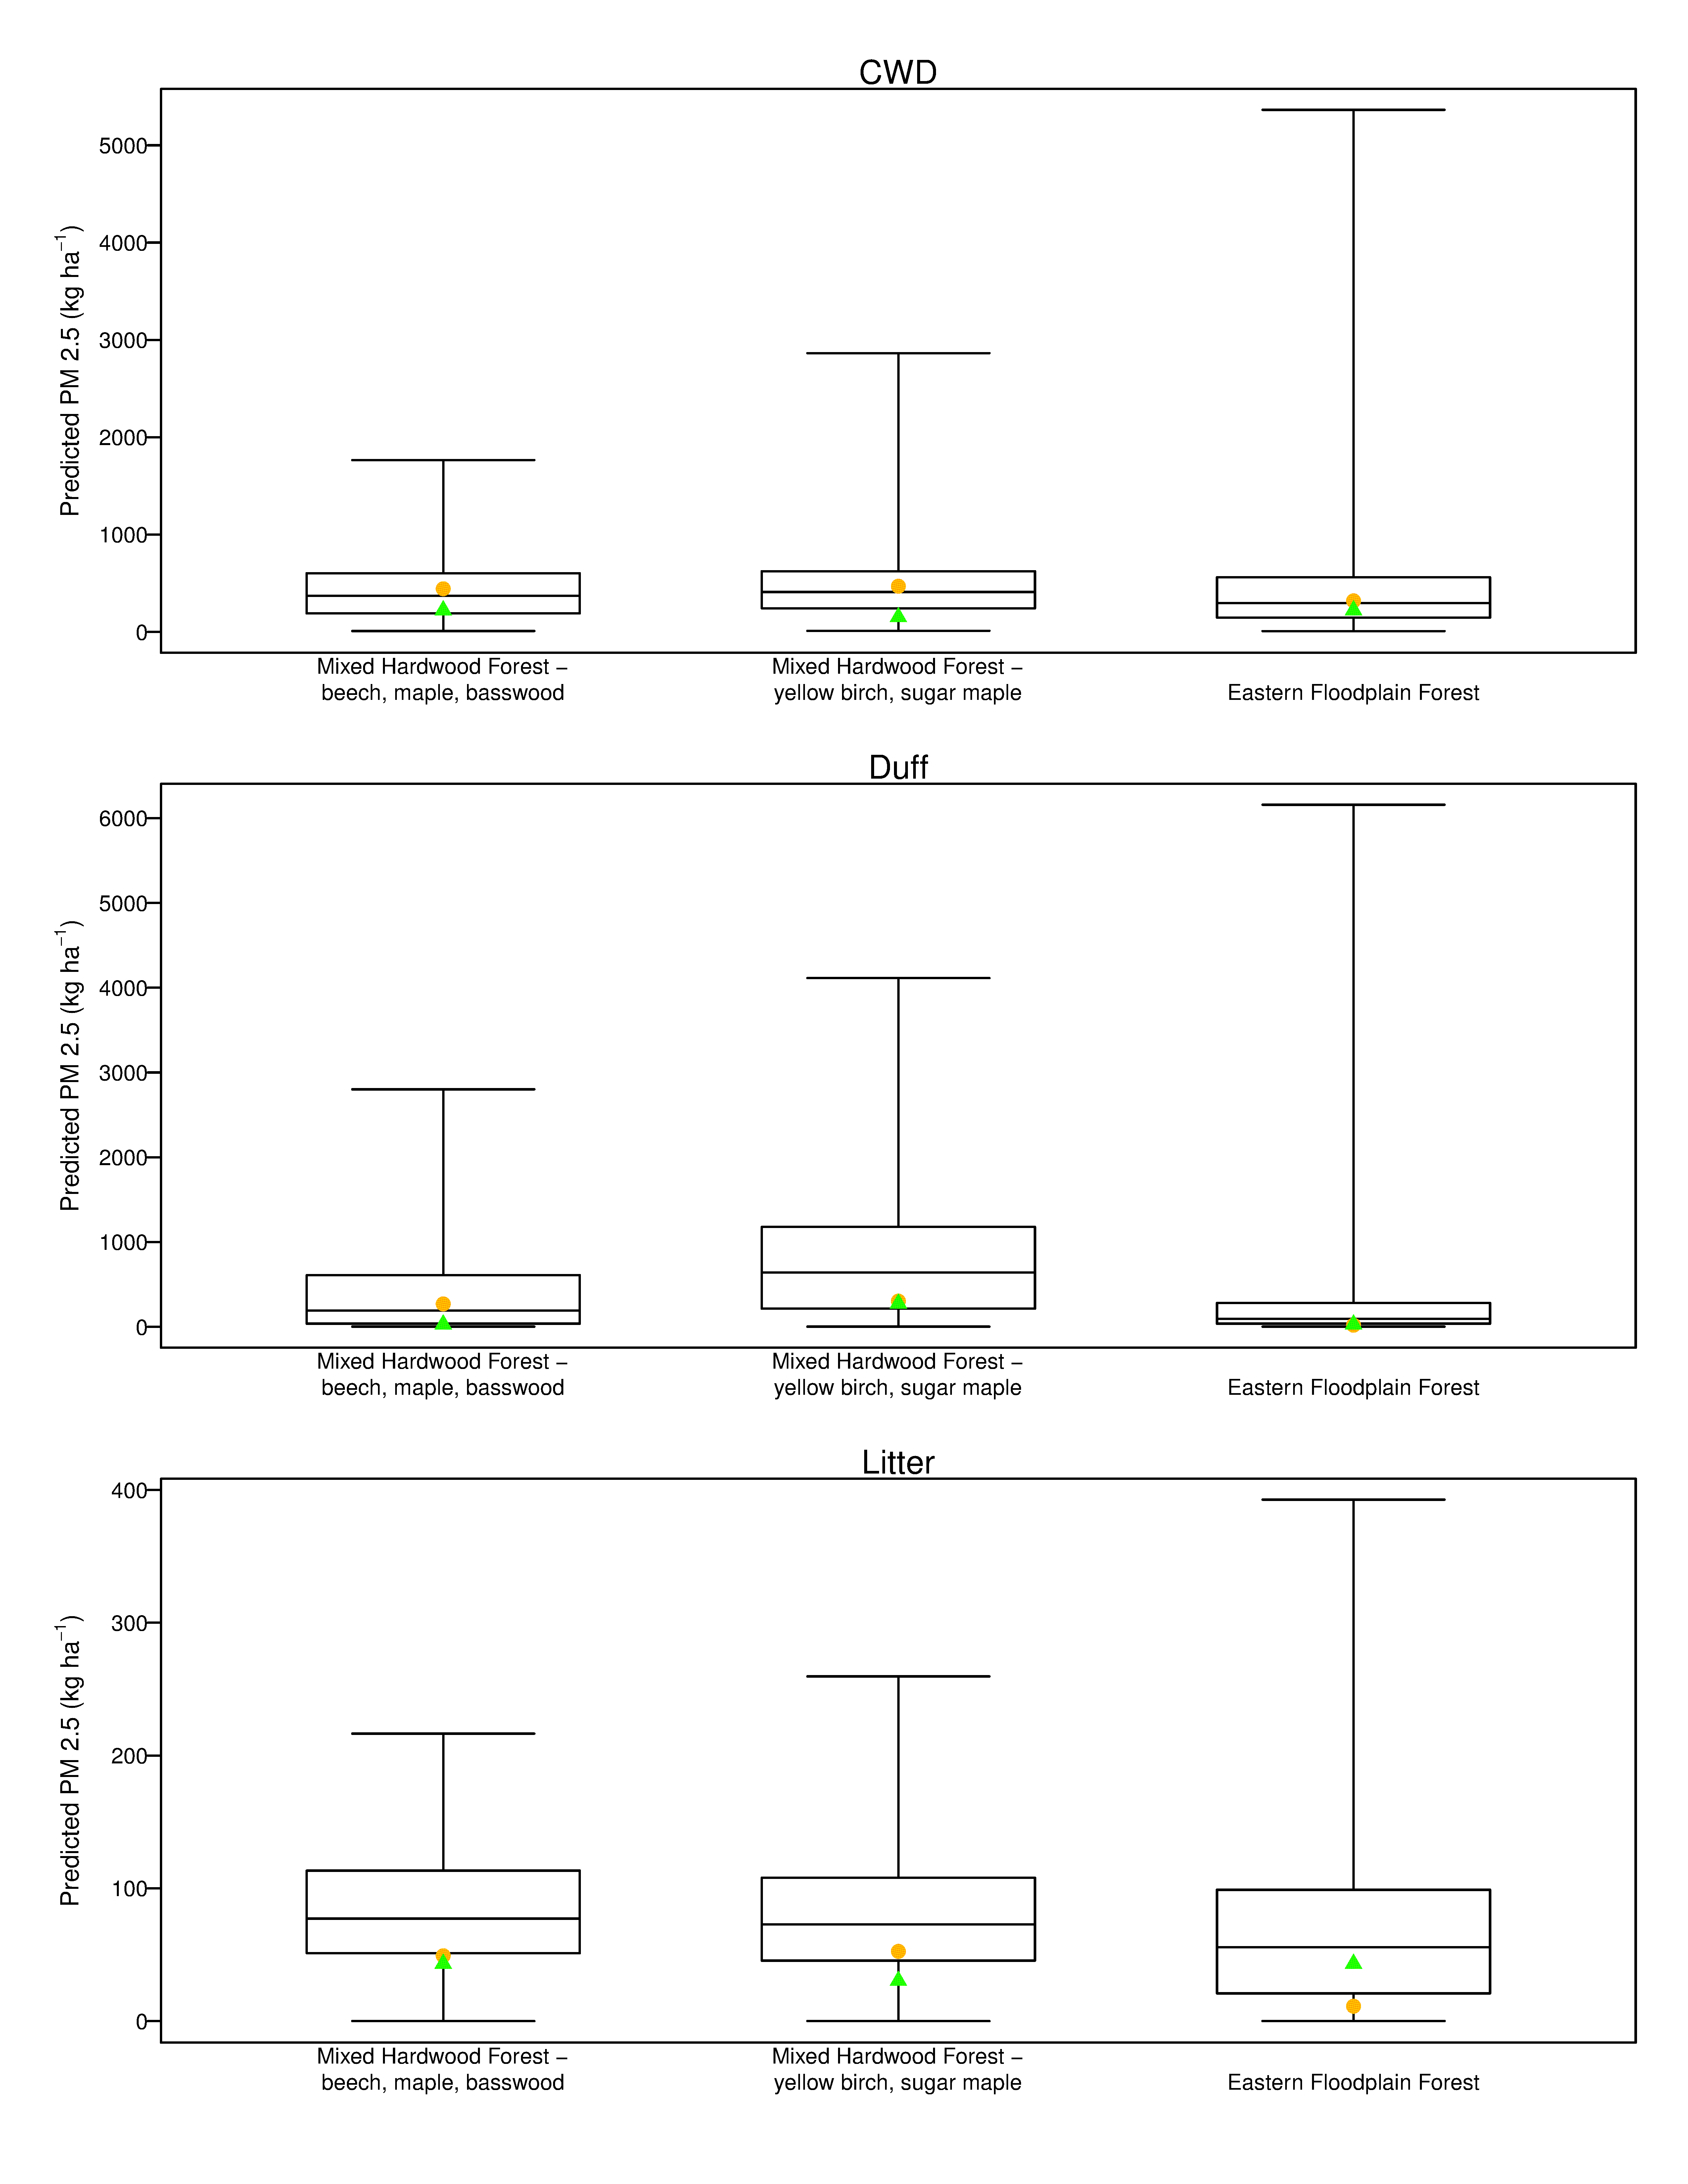 CWD
Predicted PM 2.5 (kg ha−1)
5000
4000
3000
2000
1000
0
Mixed Hardwood Forest −
beech, maple, basswood
Mixed Hardwood Forest −
yellow birch, sugar maple
Eastern Floodplain Forest
Duff
Predicted PM 2.5 (kg ha−1)
6000
5000
4000
3000
2000
1000
0
Mixed Hardwood Forest −
beech, maple, basswood
Mixed Hardwood Forest −
yellow birch, sugar maple
Eastern Floodplain Forest
Litter
Predicted PM 2.5 (kg ha−1)
400
300
200
100
0
Mixed Hardwood Forest −
beech, maple, basswood
Mixed Hardwood Forest −
yellow birch, sugar maple
Eastern Floodplain Forest